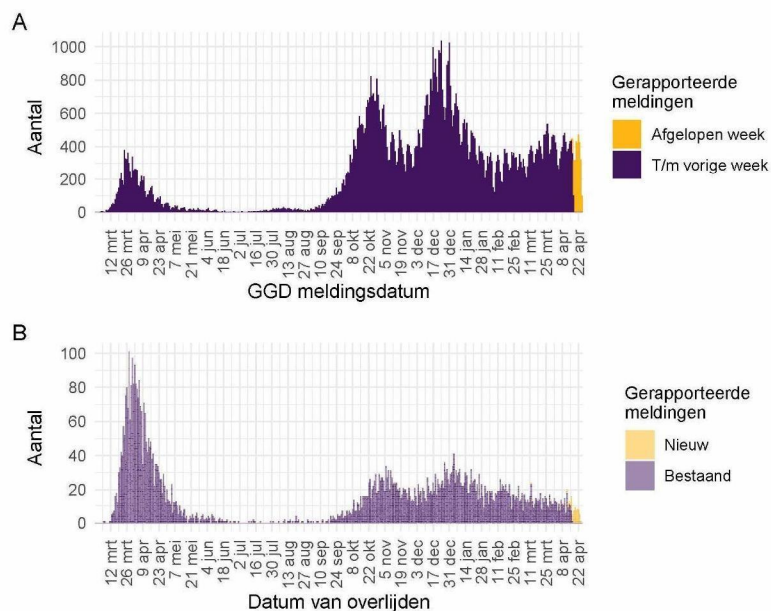 A
Aantal
1000
800
600
400
200
0
12 mrt
26 mrt
9 apr
23 apr
7 mei
21 mei
4 jun
18 jun
2 jul
16 jul
30 jul
13 aug
27 aug
10 sep
24 sep
8 okt
22 okt
5 nov
19 nov
3 dec
17 dec
31 dec
14 jan
28 jan
11 feb
25 feb
11 mrt
25 mrt
8 apr
22 apr
GGD meldingsdatum
Gerapporteerde
meldingen
Afgelopen week
T/m vorige week
B
Aantal
100
80
60
40
20
0
12 mrt
26 mrt
9 apr
23 apr
7 mei
21 mei
4 jun
18 jun
2 jul
16 jul
30 jul
13 aug
27 aug
10 sep
24 sep
8 okt
22 okt
5 nov
19 nov
3 dec
17 dec
31 dec
14 jan
28 jan
11 feb
25 feb
11 mrt
25 mrt
8 apr
22 apr
Datum van overlijden
Gerapporteerde
meldingen
Nieuw
Bestaand